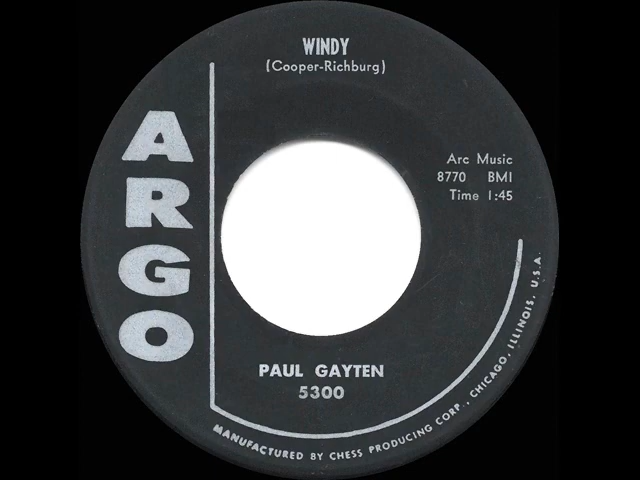 WINDY
(Cooper-Richburg)
ARGO
Arc Music
8770 BMI
Time 1:45
PAUL GAYTEN
5300
MANUFACTURED BY CHESS PRODUCING CORP., CHICAGO, ILLINOIS, U.S.A.